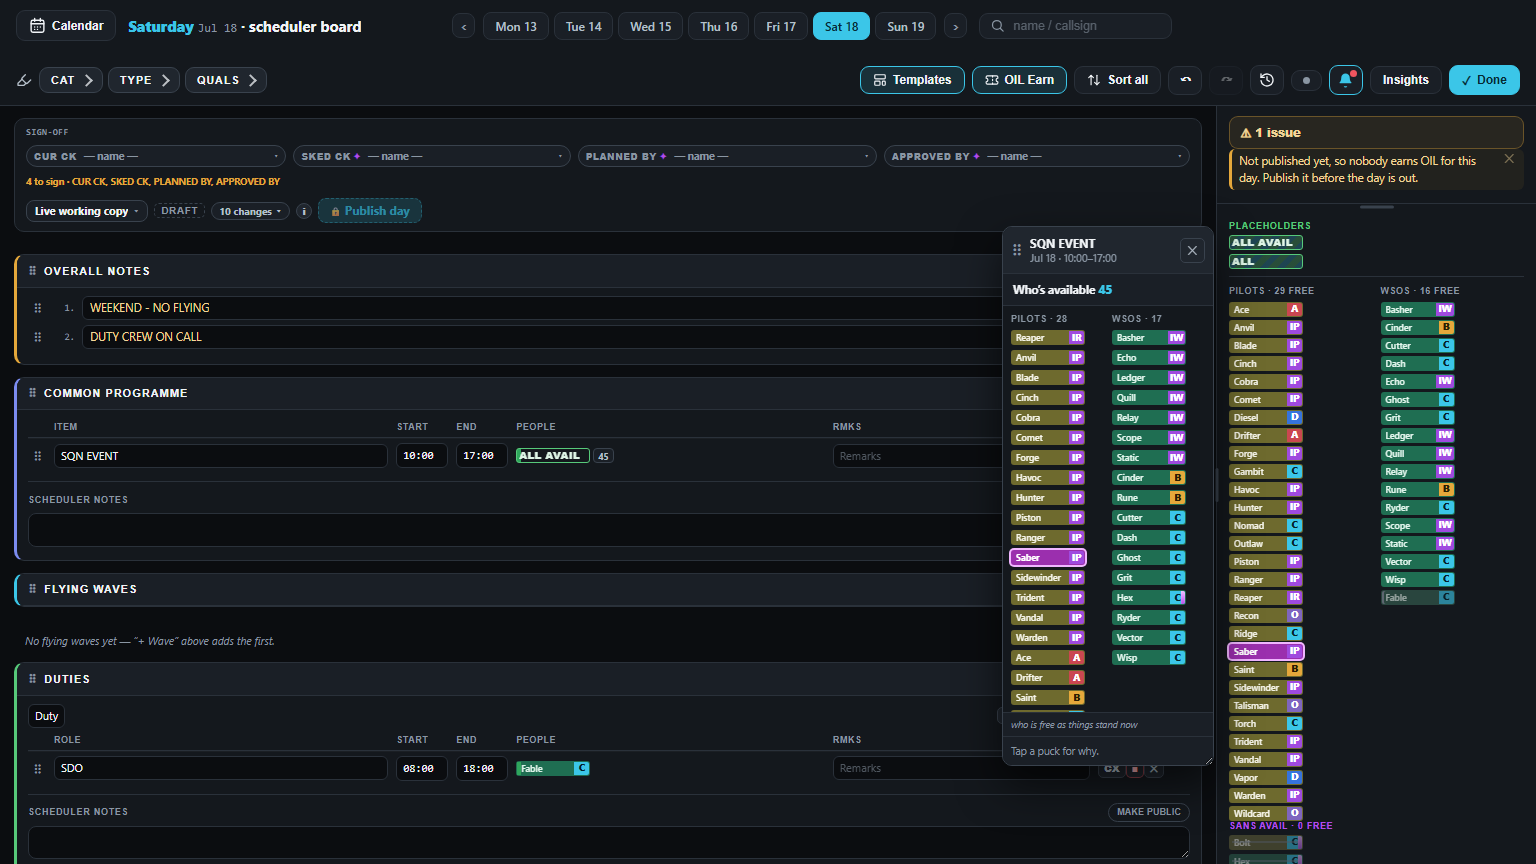 Calendar
Saturday Jul 18 · scheduler board
‹ Mon 13 Tue 14 Wed 15 Thu 16 Fri 17 Sat 18 Sun 19 ›
name / callsign
CAT TYPE QUALS
Templates OIL Earn Sort all Insights ✓ Done
SIGN-OFF
CUR CK — name —
SKED CK ✦ — name —
PLANNED BY ✦ — name —
APPROVED BY ✦ — name —
4 to sign · CUR CK, SKED CK, PLANNED BY, APPROVED BY
Live working copy DRAFT 10 changes i Publish day
OVERALL NOTES
1. WEEKEND - NO FLYING
2. DUTY CREW ON CALL
COMMON PROGRAMME
ITEM START END PEOPLE RMKS
SQN EVENT 10:00 17:00 ALL AVAIL 45 Remarks
SCHEDULER NOTES
FLYING WAVES
No flying waves yet — "+ Wave" above adds the first.
DUTIES
Duty
ROLE START END PEOPLE RMKS
SDO 08:00 18:00 Fable C Remarks CX
SCHEDULER NOTES
MAKE PUBLIC
SQN EVENT
Jul 18 · 10:00–17:00
Who's available 45
PILOTS · 28
Reaper IR
Anvil IP
Blade IP
Cinch IP
Cobra IP
Comet IP
Forge IP
Havoc IP
Hunter IP
Piston IP
Ranger IP
Saber IP
Sidewinder IP
Trident IP
Vandal IP
Warden IP
Ace A
Drifter A
Saint B
WSOS · 17
Basher IW
Echo IW
Ledger IW
Quill IW
Relay IW
Scope IW
Static IW
Cinder B
Rune B
Cutter C
Dash C
Ghost C
Grit C
Hex C
Ryder C
Vector C
Wisp C
who is free as things stand now
Tap a puck for why.
⚠ 1 issue
Not published yet, so nobody earns OIL for this
day. Publish it before the day is out.
PLACEHOLDERS
ALL AVAIL
ALL
PILOTS · 29 FREE
Ace A
Anvil IP
Blade IP
Cinch IP
Cobra IP
Comet IP
Diesel D
Drifter A
Forge IP
Gambit C
Havoc IP
Hunter IP
Nomad C
Outlaw C
Piston IP
Ranger IP
Reaper IR
Recon O
Ridge C
Saber IP
Saint B
Sidewinder IP
Talisman O
Torch C
Trident IP
Vandal IP
Vapor D
Warden IP
Wildcard O
WSOS · 16 FREE
Basher IW
Cinder B
Cutter C
Dash C
Echo IW
Ghost C
Grit C
Ledger IW
Quill IW
Relay IW
Rune B
Ryder C
Scope IW
Static IW
Vector C
Wisp C
Fable C
SANS AVAIL · 0 FREE
Bolt C
Hex C